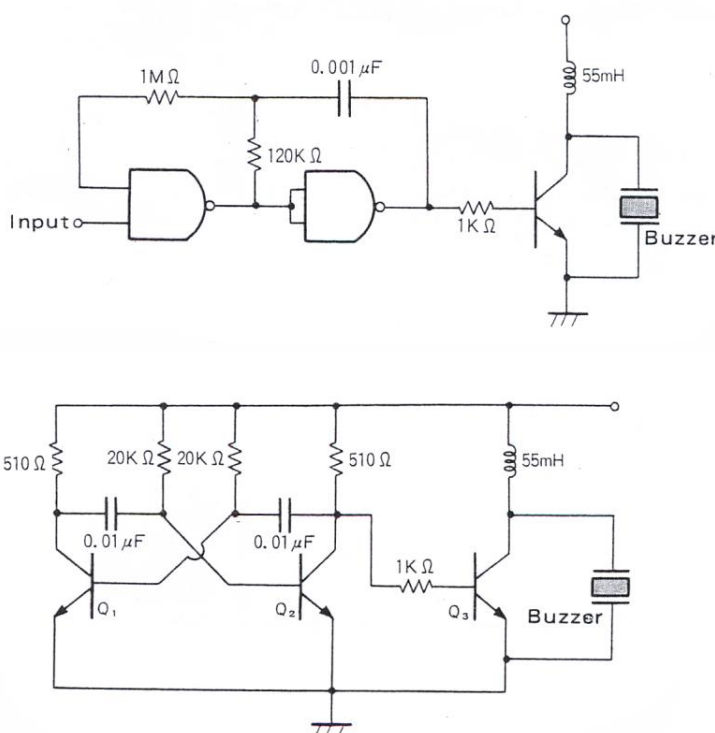 1MΩ
0.001μF
55mH
120KΩ
Input
1KΩ
Buzzer
510Ω
20KΩ
20KΩ
510Ω
55mH
0.01μF
0.01μF
1KΩ
Q₁
Q₂
Q₃
Buzzer